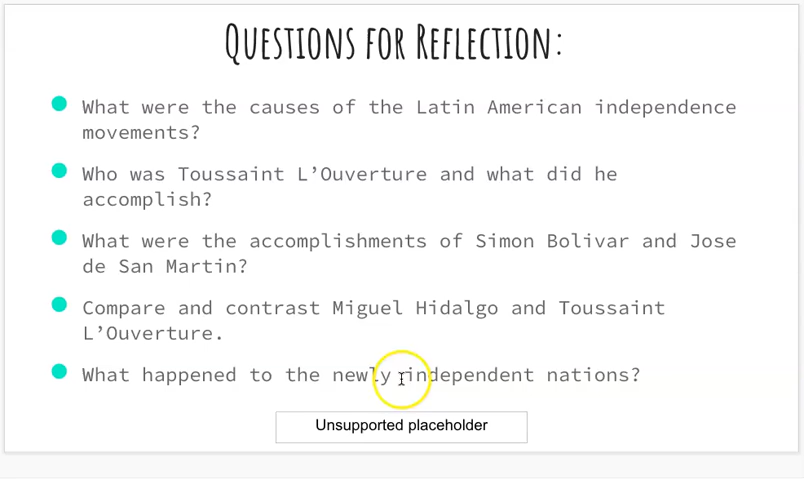 Questions for Reflection:
What were the causes of the Latin American independence
movements?
Who was Toussaint L’Ouverture and what did he
accomplish?
What were the accomplishments of Simon Bolivar and Jose
de San Martin?
Compare and contrast Miguel Hidalgo and Toussaint
L’Ouverture.
What happened to the newly independent nations?
Unsupported placeholder